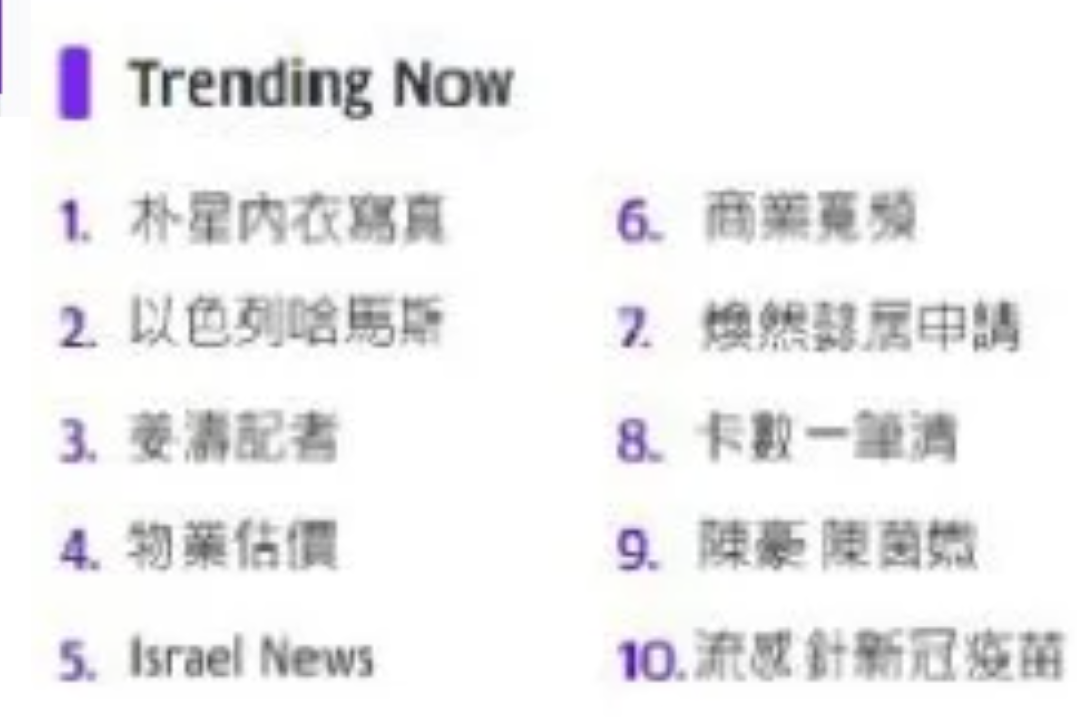 Trending Now
1. 朴星內衣寫真
2. 以色列哈馬斯
3. 姜濤記者
4. 物業估價
5. Israel News
6. 商業寬頻
7. 煥然懿居申請
8. 卡數一筆清
9. 陳豪 陳茵媺
10. 流感針新冠疫苗